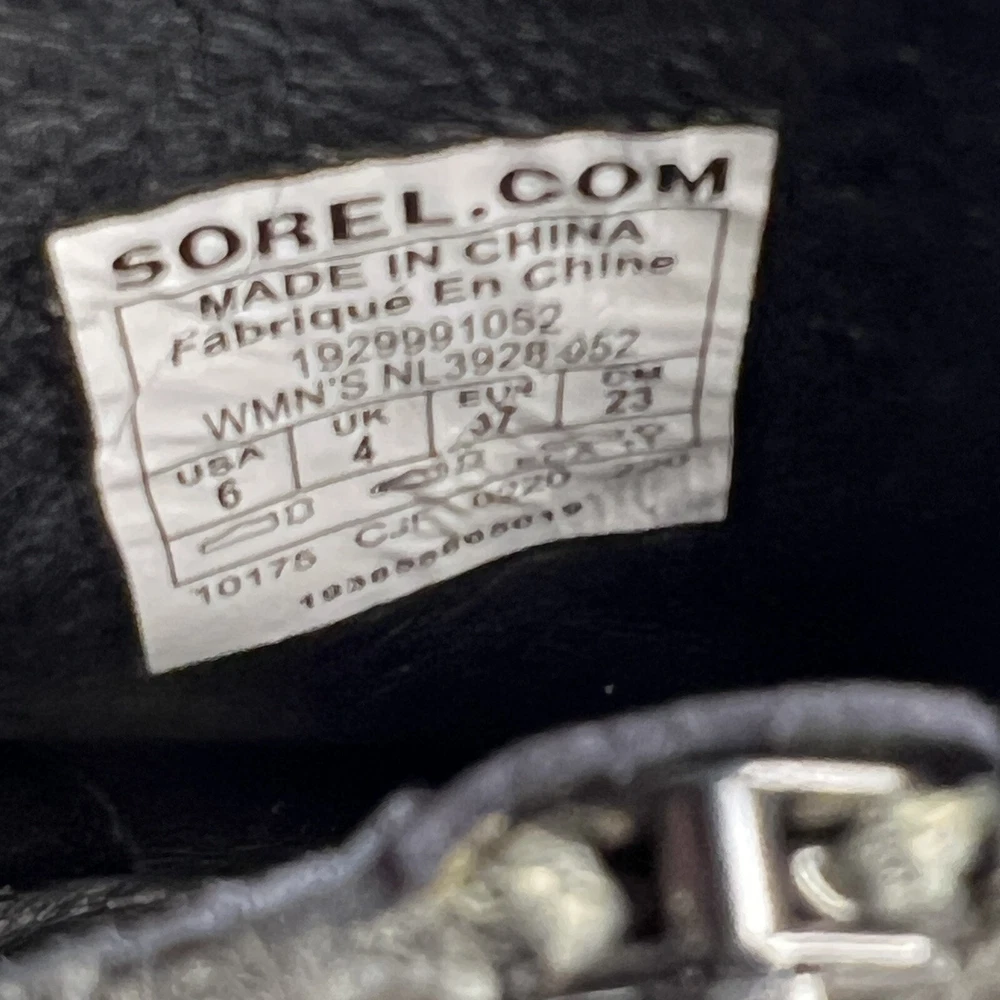 SOREL.COM
MADE IN CHINA
Fabriqué En Chine
1929991052
WMN'S NL3928-052
USA UK EUR CM
6 4 37 23
10175